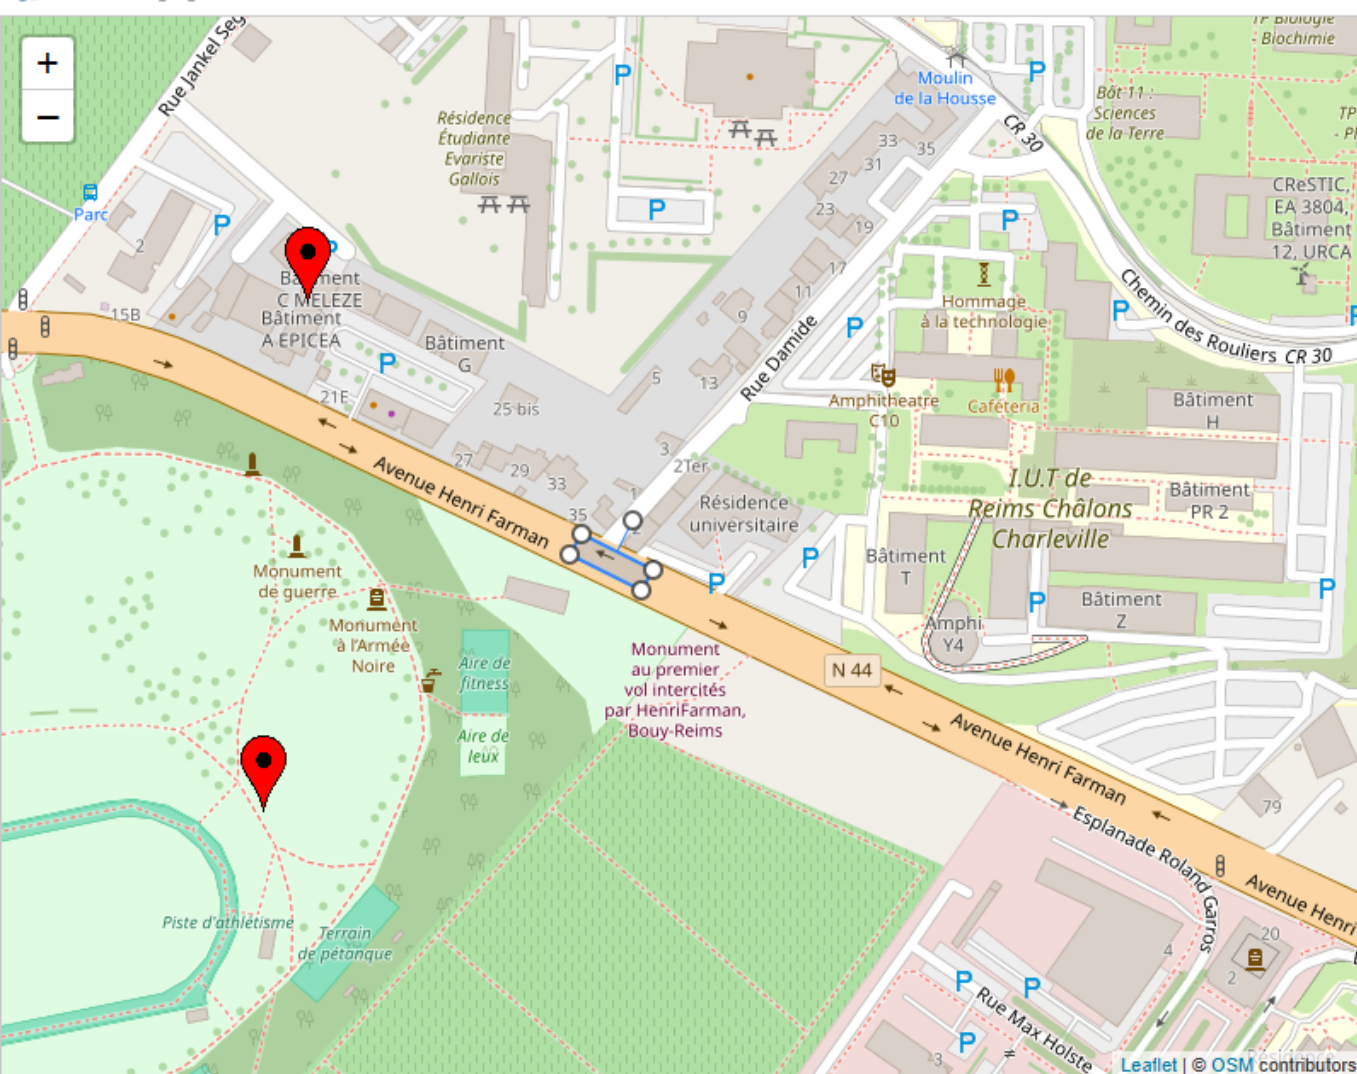 +
−
Rue Jankel Seg
Parc
P
2
15B
Bâtiment
C MELEZE
Bâtiment
A EPICEA
P
21E
Bâtiment
G
25 bis
27
29
33
35
Résidence
Étudiante
Evariste
Gallois
P
P
Moulin
de la Housse
CR 30
P
TP Biologie
Biochimie
Bât 11 :
Sciences
de la Terre
CReSTIC,
EA 3804,
Bâtiment
12, URCA
33
35
31
27
23
19
17
11
9
13
5
3
2Ter
1
Rue Damide
P
Hommage
à la technologie
P
P
Chemin des Rouliers
CR 30
Amphitheatre
C10
Caféteria
Bâtiment
H
I.U.T de
Reims Châlons
Charleville
Bâtiment
PR 2
Résidence
universitaire
P
P
Bâtiment
T
Amphi
Y4
P
Bâtiment
Z
P
Avenue Henri Farman
Monument
de guerre
Monument
à l'Armée
Noire
Aire de
fitness
Aire de
Monument
au premier
vol intercités
par HenriFarman,
Bouy-Reims
N 44
Avenue Henri Farman
79
Esplanade Roland Garros
Avenue Henri
Piste d'athlétisme
Terrain
de pétanque
4
20
2
P
P
Rue Max Holste
P
3
Leaflet | © OSM contributors